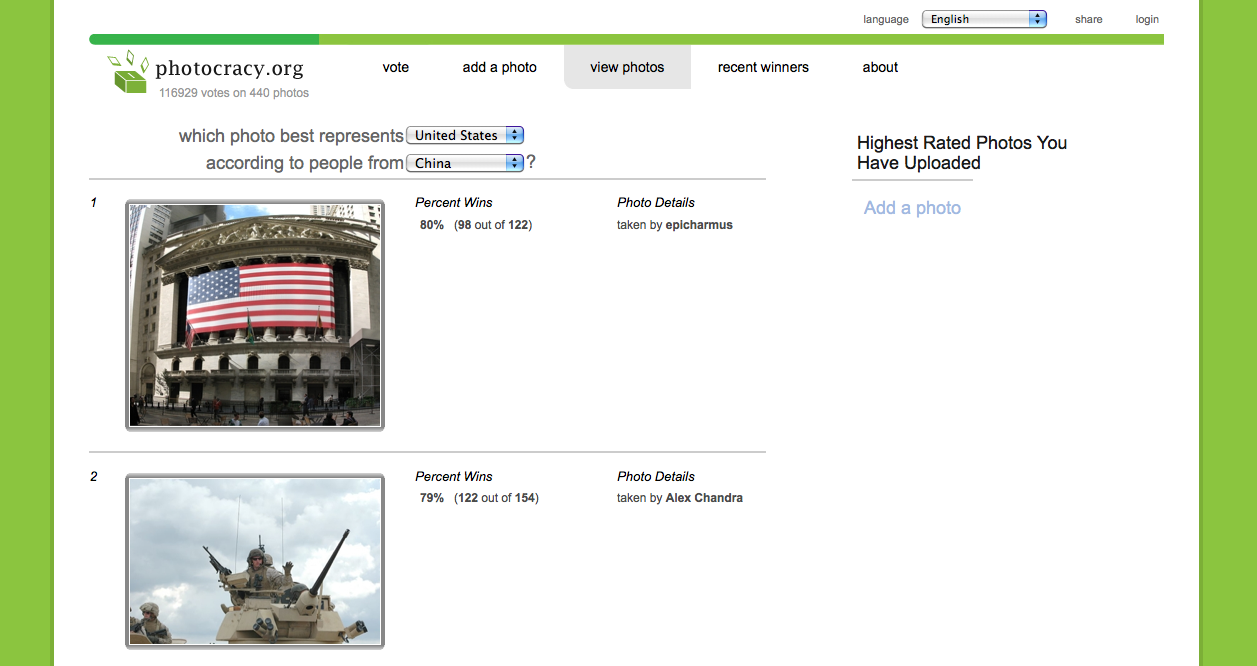 language English share login
photocracy.org
116929 votes on 440 photos
vote add a photo view photos recent winners about
which photo best represents United States
according to people from China ?
Highest Rated Photos You
Have Uploaded
Add a photo
1 Percent Wins Photo Details
80% (98 out of 122) taken by epicharmus
2 Percent Wins Photo Details
79% (122 out of 154) taken by Alex Chandra